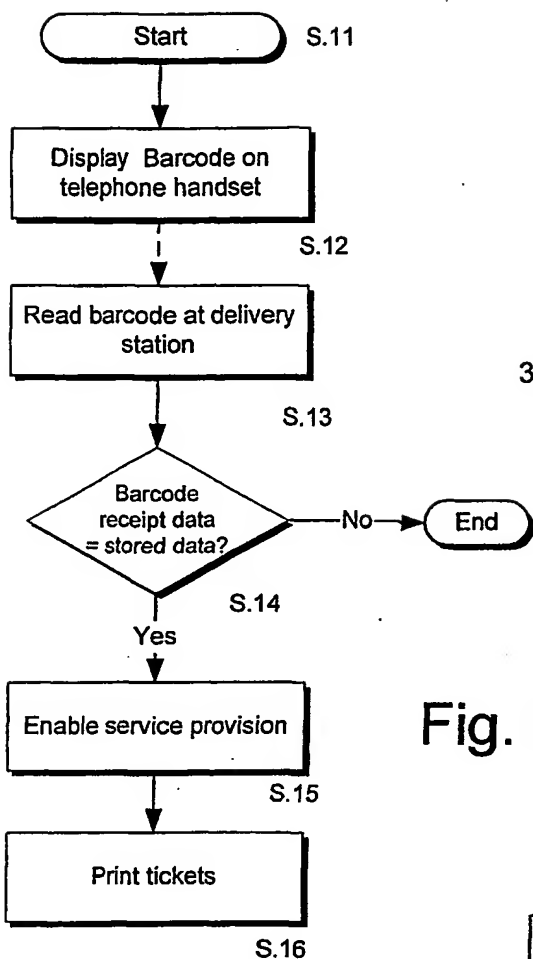 Start
S.11
Display Barcode on
telephone handset
S.12
Read barcode at delivery
station
3
S.13
Barcode
receipt data
= stored data?
No
End
S.14
Yes
Enable service provision
Fig.
S.15
Print tickets
S.16